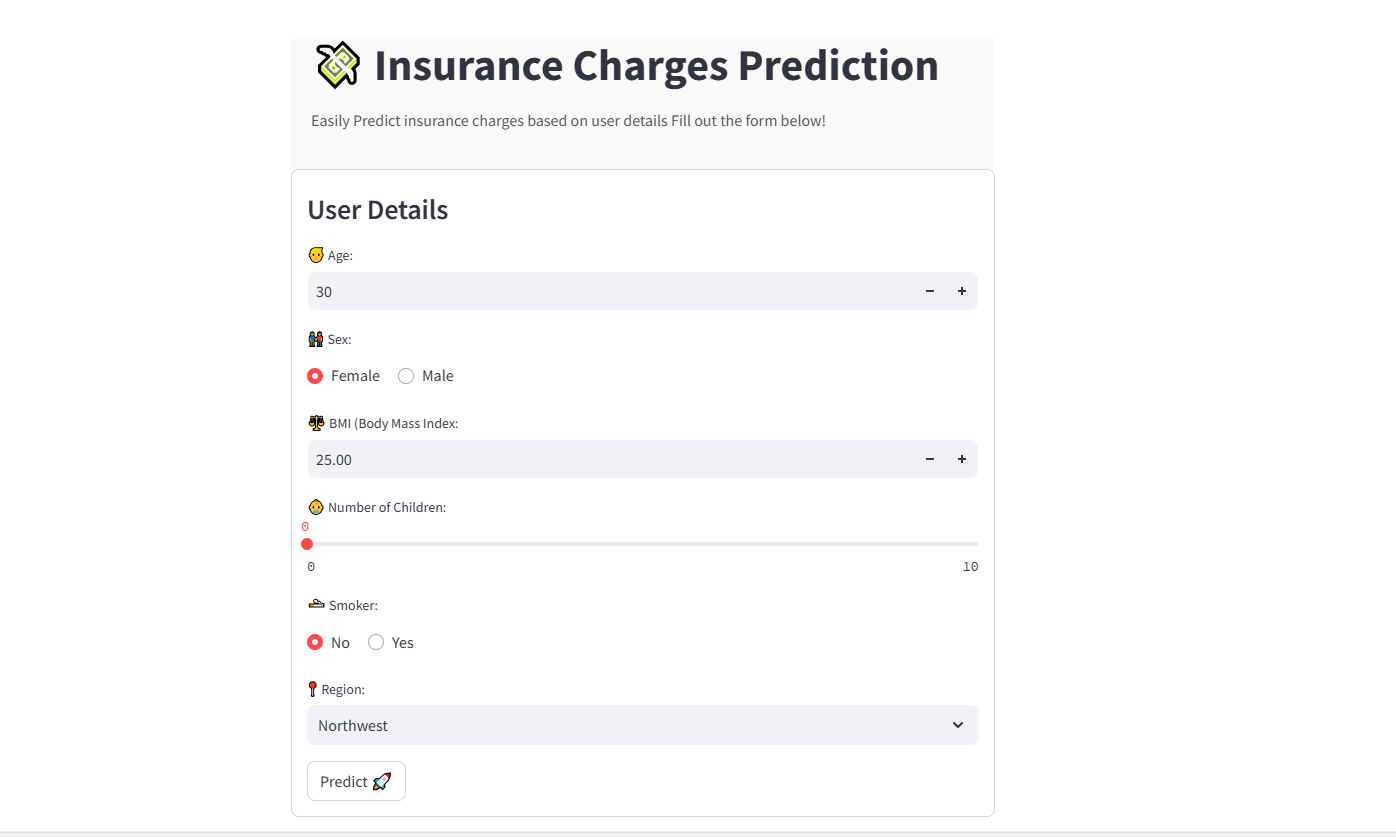 Insurance Charges Prediction
Easily Predict insurance charges based on user details Fill out the form below!
User Details
Age:
30
Sex:
Female Male
BMI (Body Mass Index:
25.00
Number of Children:
0
0 10
Smoker:
No Yes
Region:
Northwest
Predict